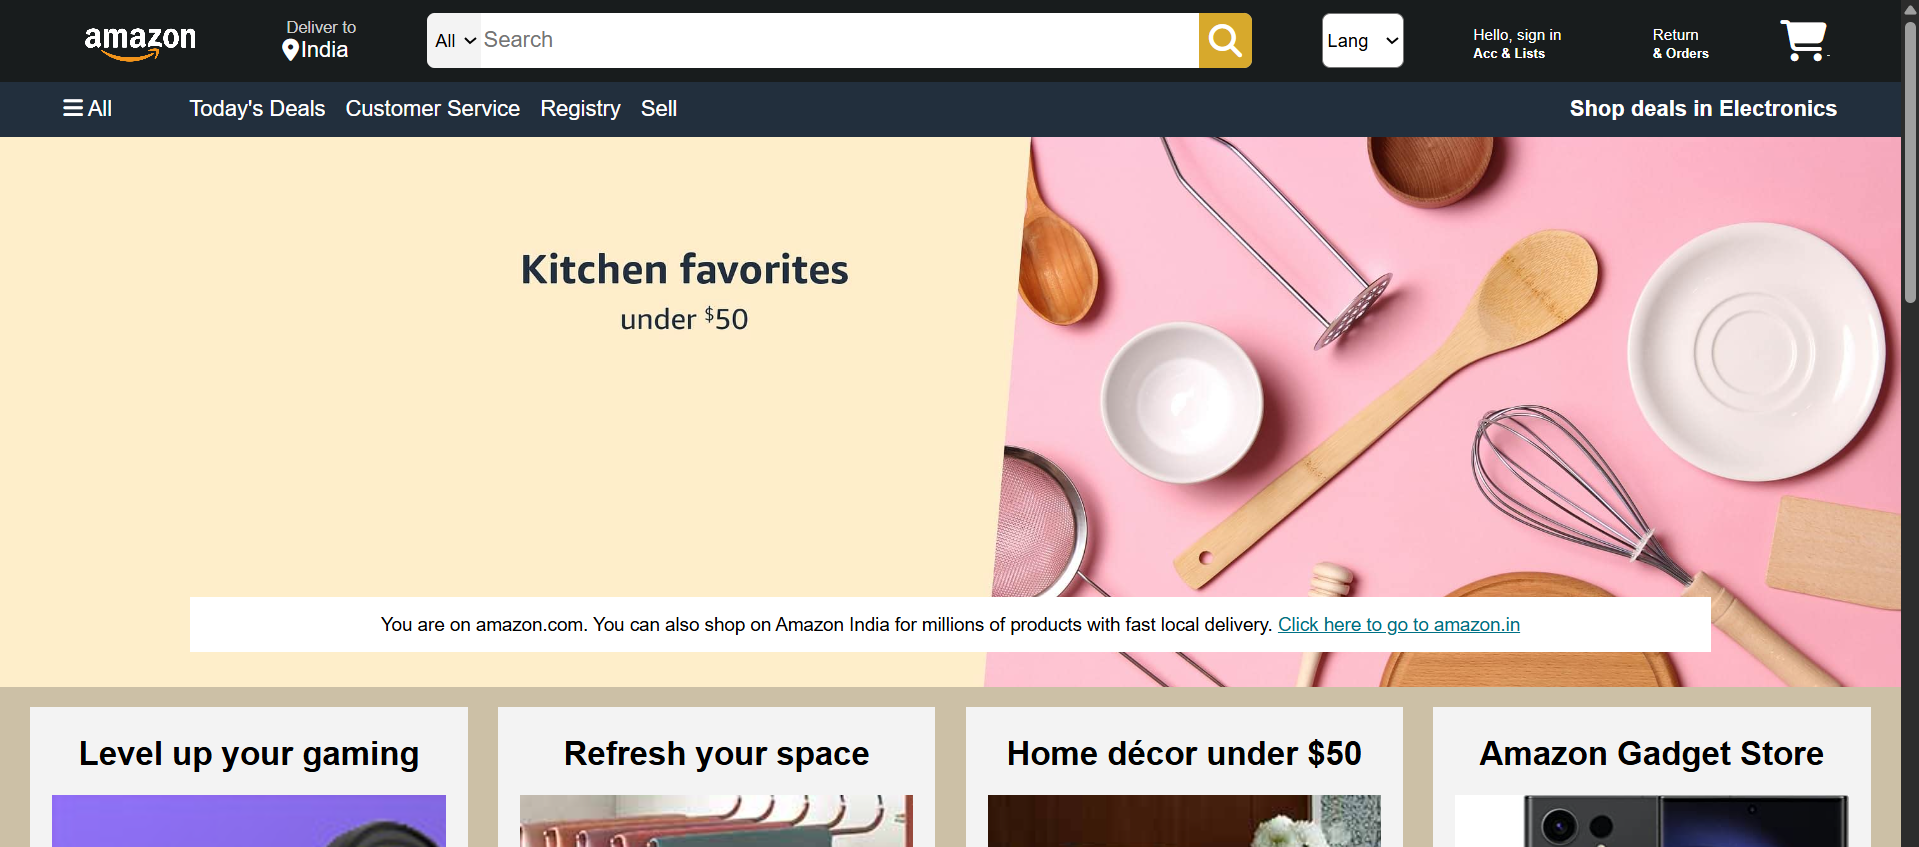 amazon
Deliver to
India
All
Search
Lang
Hello, sign in
Acc & Lists
Return
& Orders
All
Today's Deals
Customer Service
Registry
Sell
Shop deals in Electronics
Kitchen favorites
under $50
You are on amazon.com. You can also shop on Amazon India for millions of products with fast local delivery. Click here to go to amazon.in
Level up your gaming
Refresh your space
Home décor under $50
Amazon Gadget Store